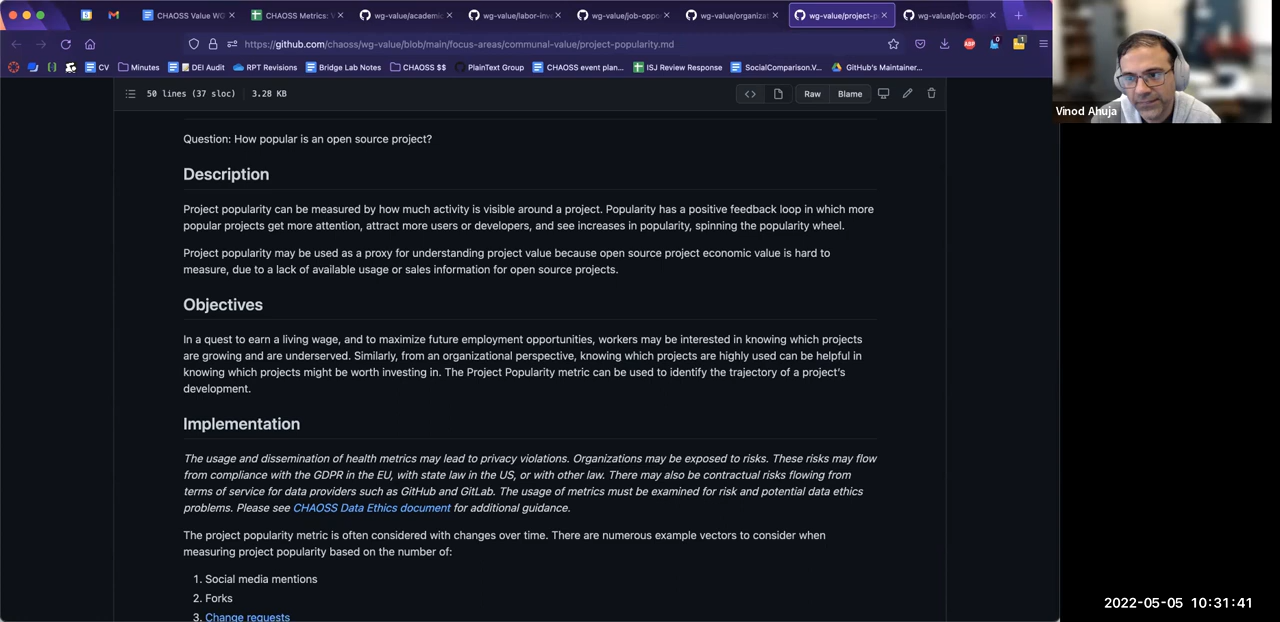 CHAOSS Value WG
CHAOSS Metrics:
wg-value/academic
wg-value/labor-inv
wg-value/job-oppo
wg-value/organizat
wg-value/project-p
wg-value/job-oppo
https://github.com/chaoss/wg-value/blob/main/focus-areas/communal-value/project-popularity.md
ABP
0
1
CV
Minutes
DEI Audit
RPT Revisions
Bridge Lab Notes
CHAOSS $$
PlainText Group
CHAOSS event plan...
ISJ Review Response
SocialComparison.V...
GitHub's Maintainer...
50 lines (37 sloc)
3.28 KB
Raw
Blame
Question: How popular is an open source project?
Description
Project popularity can be measured by how much activity is visible around a project. Popularity has a positive feedback loop in which more
popular projects get more attention, attract more users or developers, and see increases in popularity, spinning the popularity wheel.
Project popularity may be used as a proxy for understanding project value because open source project economic value is hard to
measure, due to a lack of available usage or sales information for open source projects.
Objectives
In a quest to earn a living wage, and to maximize future employment opportunities, workers may be interested in knowing which projects
are growing and are underserved. Similarly, from an organizational perspective, knowing which projects are highly used can be helpful in
knowing which projects might be worth investing in. The Project Popularity metric can be used to identify the trajectory of a project's
development.
Implementation
The usage and dissemination of health metrics may lead to privacy violations. Organizations may be exposed to risks. These risks may flow
from compliance with the GDPR in the EU, with state law in the US, or with other law. There may also be contractual risks flowing from
terms of service for data providers such as GitHub and GitLab. The usage of metrics must be examined for risk and potential data ethics
problems. Please see CHAOSS Data Ethics document for additional guidance.
The project popularity metric is often considered with changes over time. There are numerous example vectors to consider when
measuring project popularity based on the number of:
1. Social media mentions
2. Forks
3. Change requests
Vinod Ahuja
2022-05-05 10:31:41